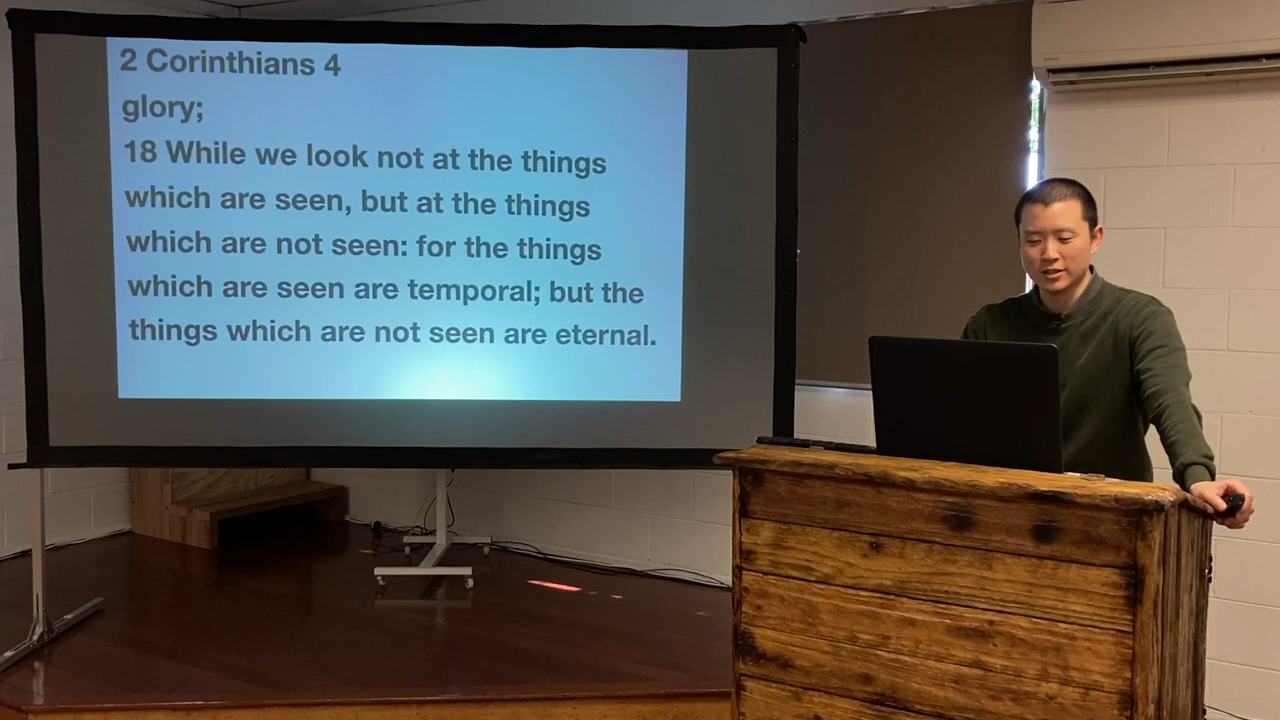 2 Corinthians 4
glory;
18 While we look not at the things
which are seen, but at the things
which are not seen: for the things
which are seen are temporal; but the
things which are not seen are eternal.